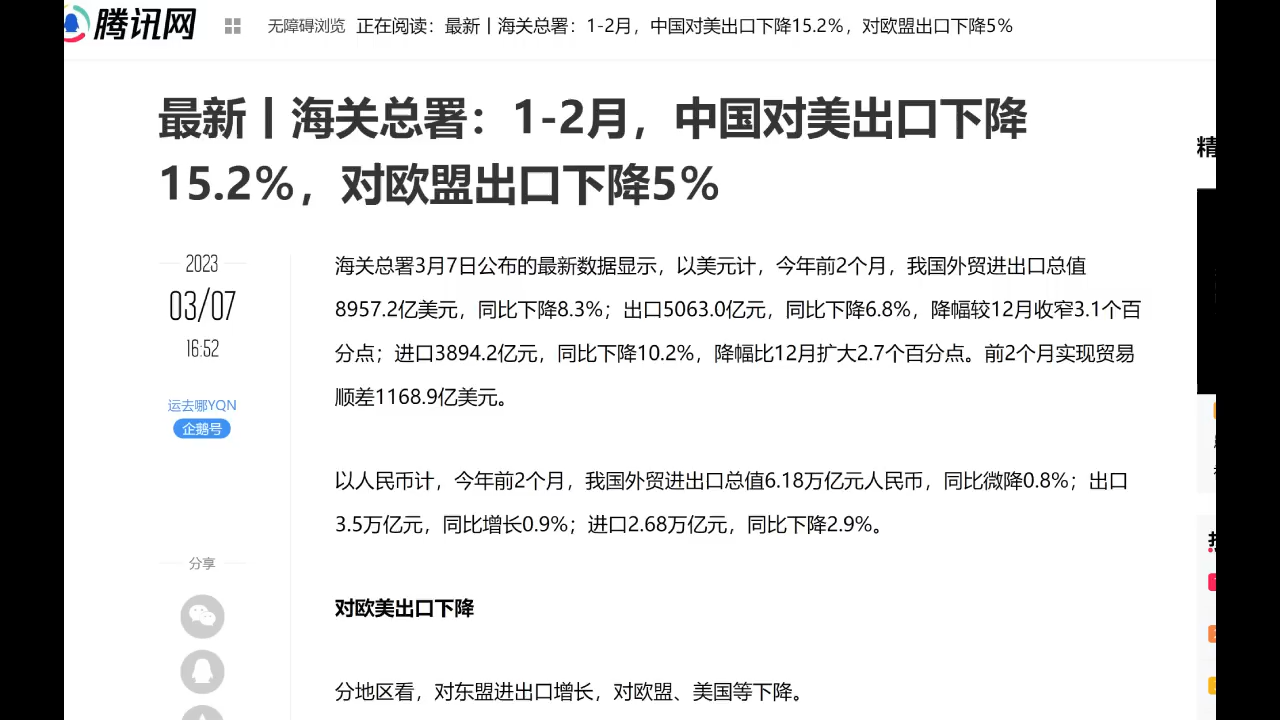 腾讯网 无障碍浏览 正在阅读：最新丨海关总署：1-2月，中国对美出口下降15.2%，对欧盟出口下降5%
最新丨海关总署：1-2月，中国对美出口下降
15.2%，对欧盟出口下降5%
精
2023
03/07
16:52
运去哪YQN
企鹅号
分享
海关总署3月7日公布的最新数据显示，以美元计，今年前2个月，我国外贸进出口总值
8957.2亿美元，同比下降8.3%；出口5063.0亿元，同比下降6.8%，降幅较12月收窄3.1个百
分点；进口3894.2亿元，同比下降10.2%，降幅比12月扩大2.7个百分点。前2个月实现贸易
顺差1168.9亿美元。
以人民币计，今年前2个月，我国外贸进出口总值6.18万亿元人民币，同比微降0.8%；出口
3.5万亿元，同比增长0.9%；进口2.68万亿元，同比下降2.9%。
对欧美出口下降
分地区看，对东盟进出口增长，对欧盟、美国等下降。